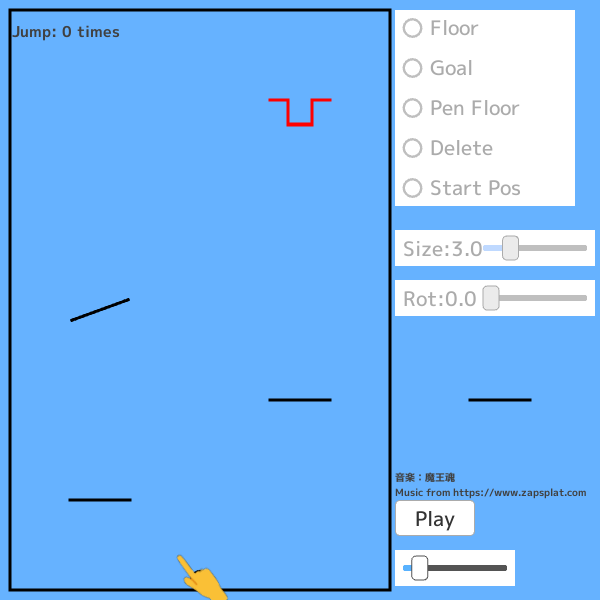 Jump: 0 times
Floor
Goal
Pen Floor
Delete
Start Pos
Size:3.0
Rot:0.0
音楽：魔王魂
Music from https://www.zapsplat.com
Play